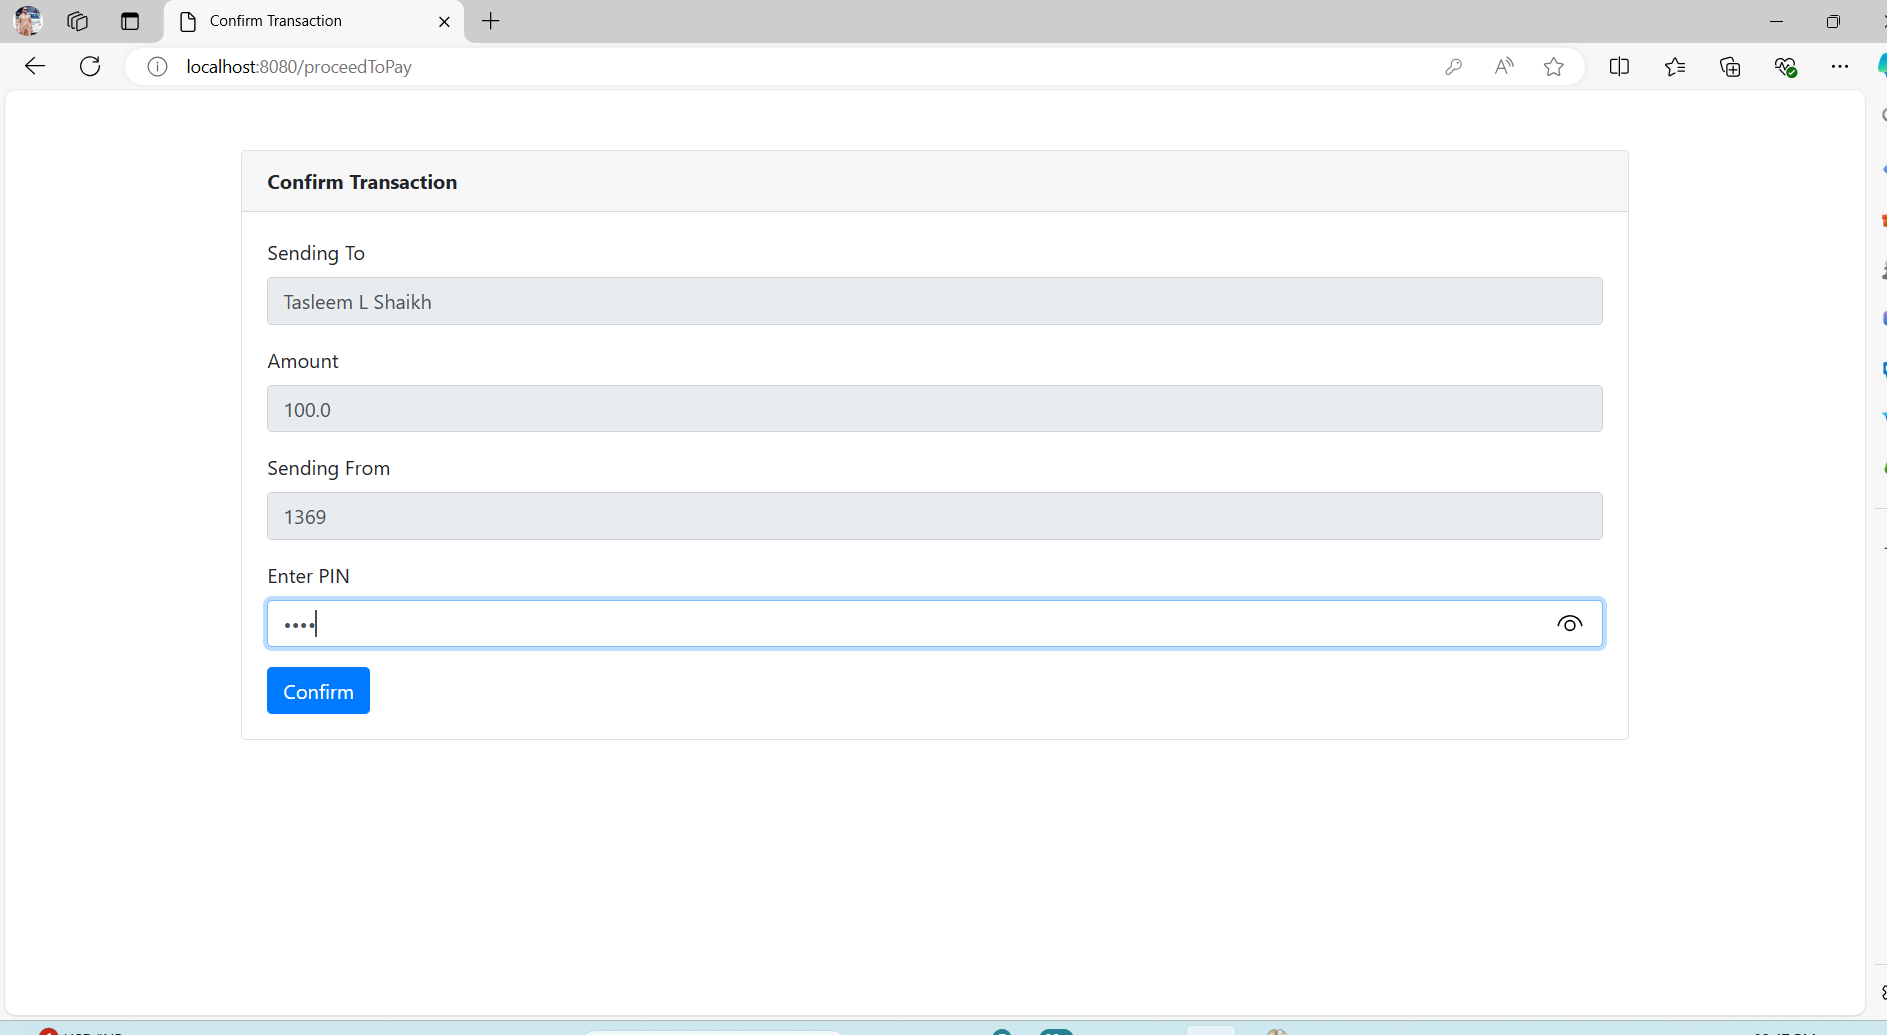 Confirm Transaction
localhost:8080/proceedToPay
Confirm Transaction
Sending To
Tasleem L Shaikh
Amount
100.0
Sending From
1369
Enter PIN
••••
Confirm